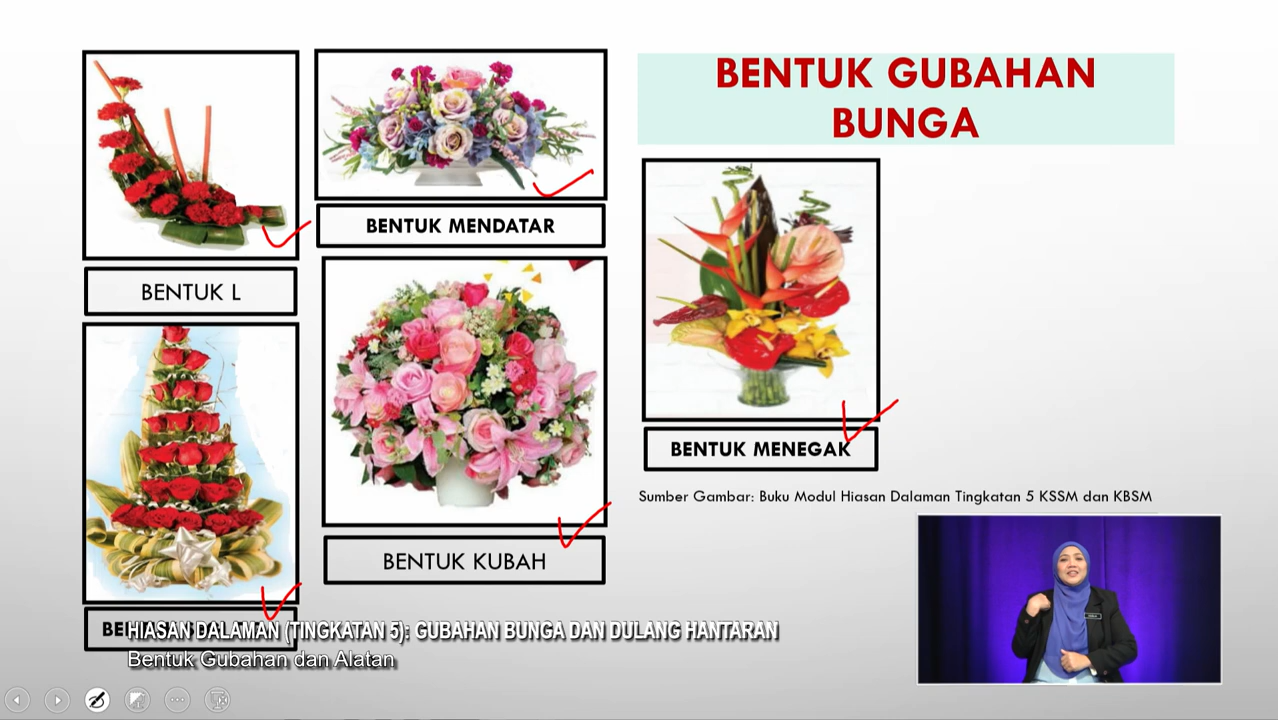 BENTUK GUBAHAN
BUNGA
BENTUK L
BENTUK MENDATAR
BENTUK KUBAH
BENTUK MENEGAK
Sumber Gambar: Buku Modul Hiasan Dalaman Tingkatan 5 KSSM dan KBSM
HIASAN DALAMAN (TINGKATAN 5): GUBAHAN BUNGA DAN DULANG HANTARAN
Bentuk Gubahan dan Alatan